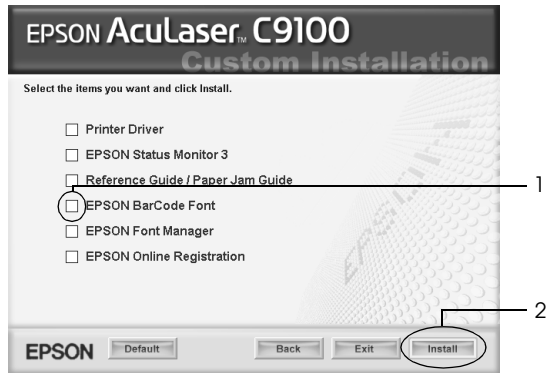 EPSON AcuLaser™ C9100
Custom Installation
Select the items you want and click Install.
Printer Driver
EPSON Status Monitor 3
Reference Guide / Paper Jam Guide
EPSON BarCode Font
EPSON Font Manager
EPSON Online Registration
1
2
EPSON
EPSON
Default
Back
Exit
Install